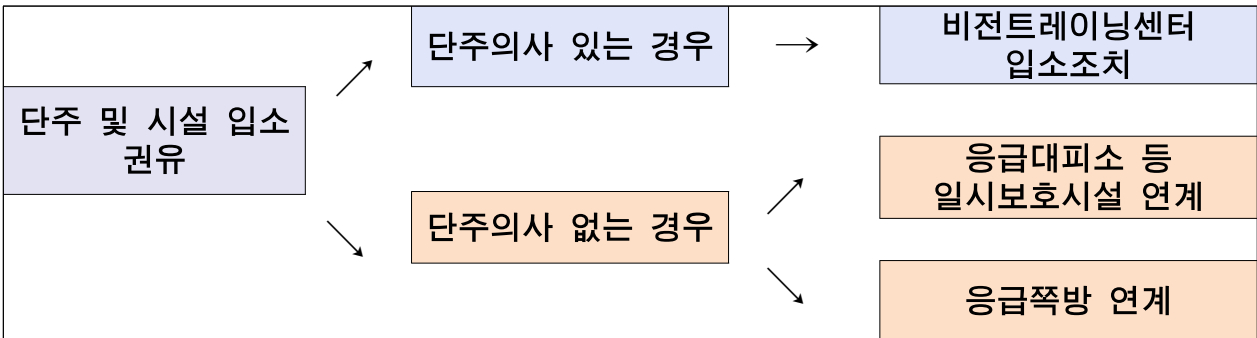 단주 및 시설 입소
권유
단주의사 있는 경우
비전트레이닝센터
입소조치
단주의사 없는 경우
응급대피소 등
일시보호시설 연계
응급쪽방 연계